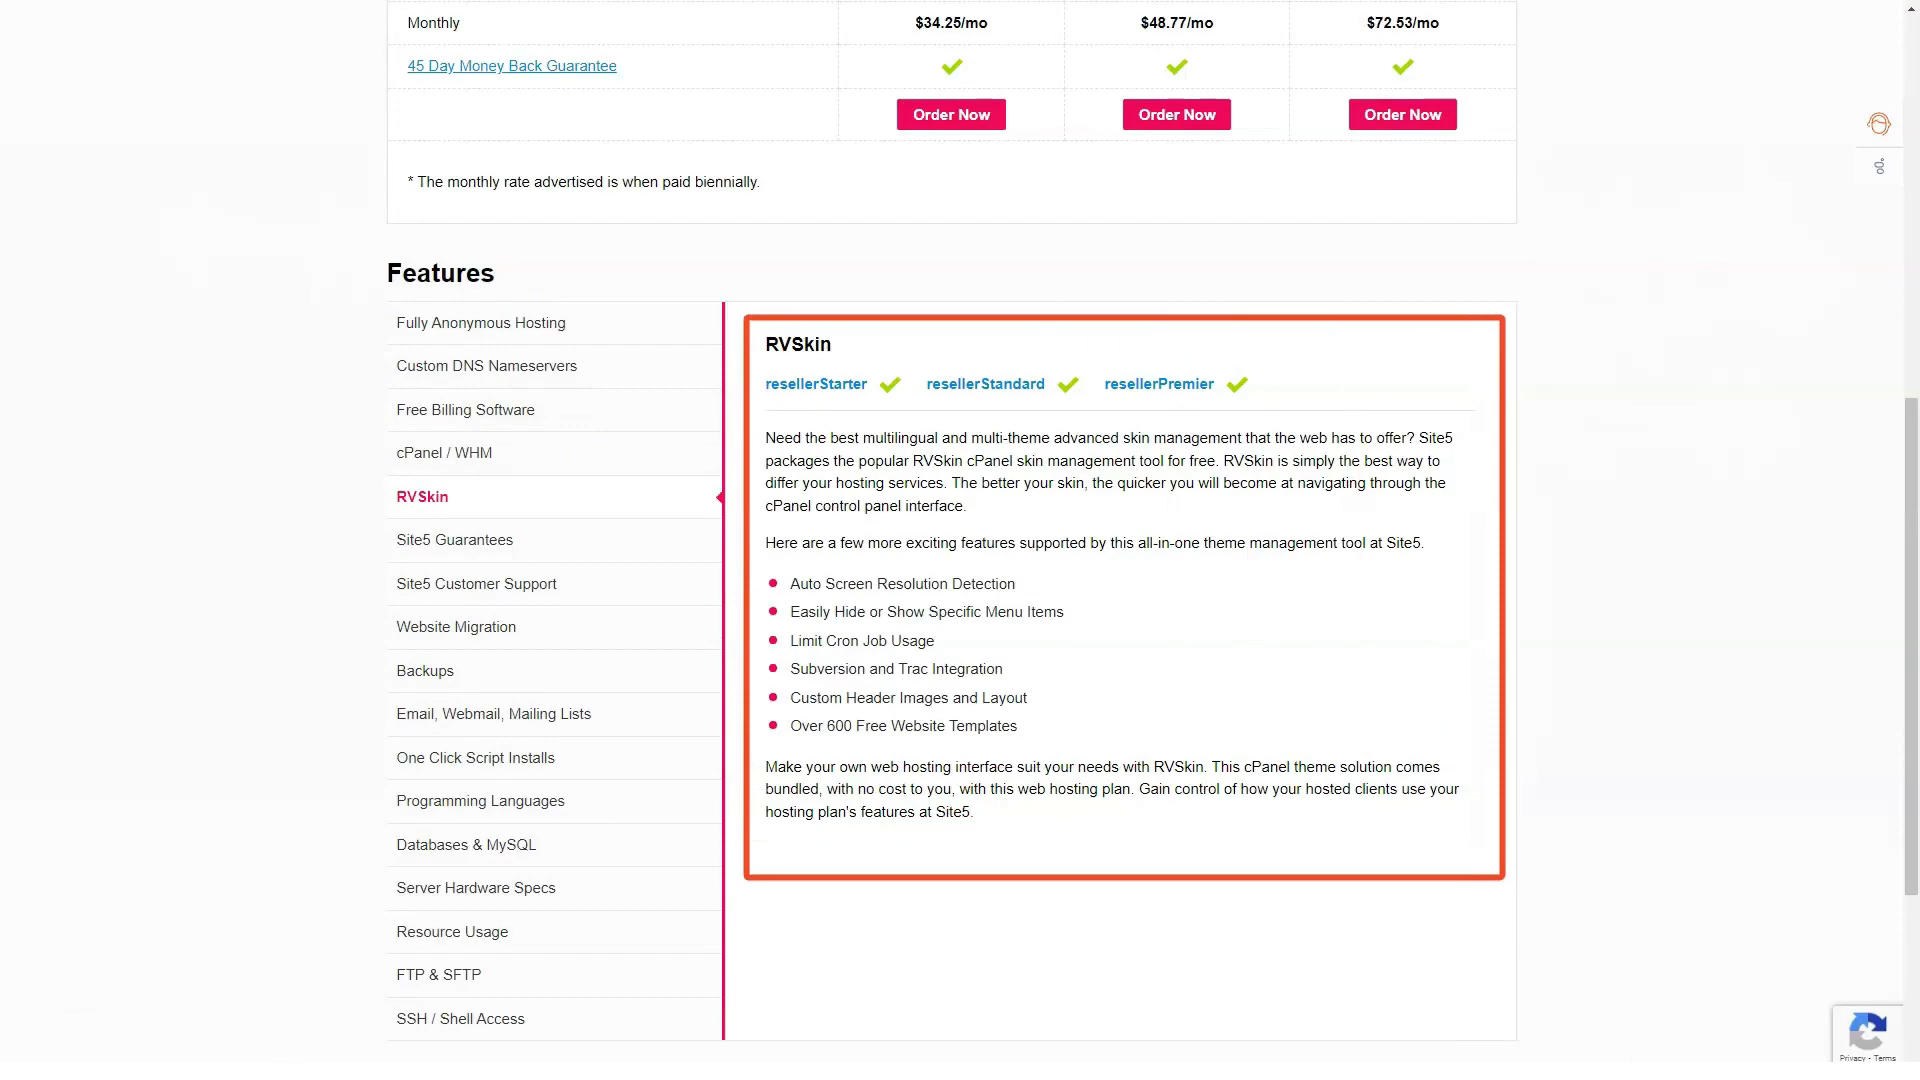 Monthly $34.25/mo $48.77/mo $72.53/mo
45 Day Money Back Guarantee
Order Now Order Now Order Now
* The monthly rate advertised is when paid biennially.
Features
Fully Anonymous Hosting
Custom DNS Nameservers
Free Billing Software
cPanel / WHM
RVSkin
Site5 Guarantees
Site5 Customer Support
Website Migration
Backups
Email, Webmail, Mailing Lists
One Click Script Installs
Programming Languages
Databases & MySQL
Server Hardware Specs
Resource Usage
FTP & SFTP
SSH / Shell Access
RVSkin
resellerStarter resellerStandard resellerPremier
Need the best multilingual and multi-theme advanced skin management that the web has to offer? Site5
packages the popular RVSkin cPanel skin management tool for free. RVSkin is simply the best way to
differ your hosting services. The better your skin, the quicker you will become at navigating through the
cPanel control panel interface.
Here are a few more exciting features supported by this all-in-one theme management tool at Site5.
Auto Screen Resolution Detection
Easily Hide or Show Specific Menu Items
Limit Cron Job Usage
Subversion and Trac Integration
Custom Header Images and Layout
Over 600 Free Website Templates
Make your own web hosting interface suit your needs with RVSkin. This cPanel theme solution comes
bundled, with no cost to you, with this web hosting plan. Gain control of how your hosted clients use your
hosting plan's features at Site5.
Privacy - Terms